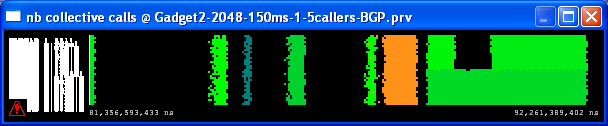 nb collective calls @ Gadget2-2048-150ms-1-5callers-BGP.prv
81,356,593,433 ns
92,261,389,402 ns